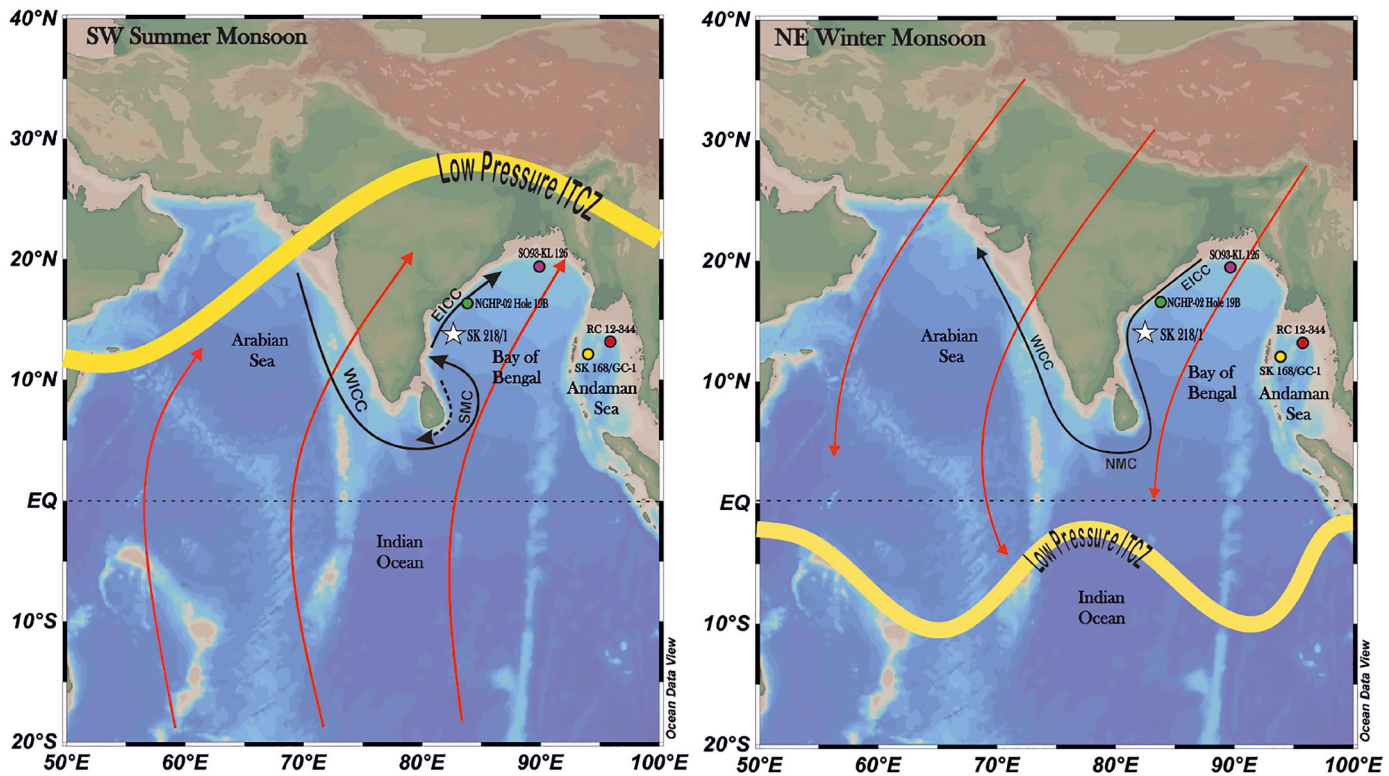 SW Summer Monsoon
40°N
30°N
20°N
10°N
EQ
10°S
20°S
50°E
60°E
70°E
80°E
90°E
100°E
Low Pressure ITCZ
SO93-KL 126
EICC
NGHP-02 Hole 19B
SK 218/1
RC 12-344
SK 168/GC-1
Arabian
Sea
Bay of
Bengal
Andaman
Sea
WICC
SMC
Indian
Ocean
Ocean Data View
NE Winter Monsoon
40°N
30°N
20°N
10°N
EQ
10°S
20°S
50°E
60°E
70°E
80°E
90°E
100°E
SO93-KL 126
EICC
NGHP-02 Hole 19B
SK 218/1
RC 12-344
SK 168/GC-1
Arabian
Sea
WICC
Bay of
Bengal
Andaman
Sea
NMC
Low Pressure ITCZ
Indian
Ocean
Ocean Data View